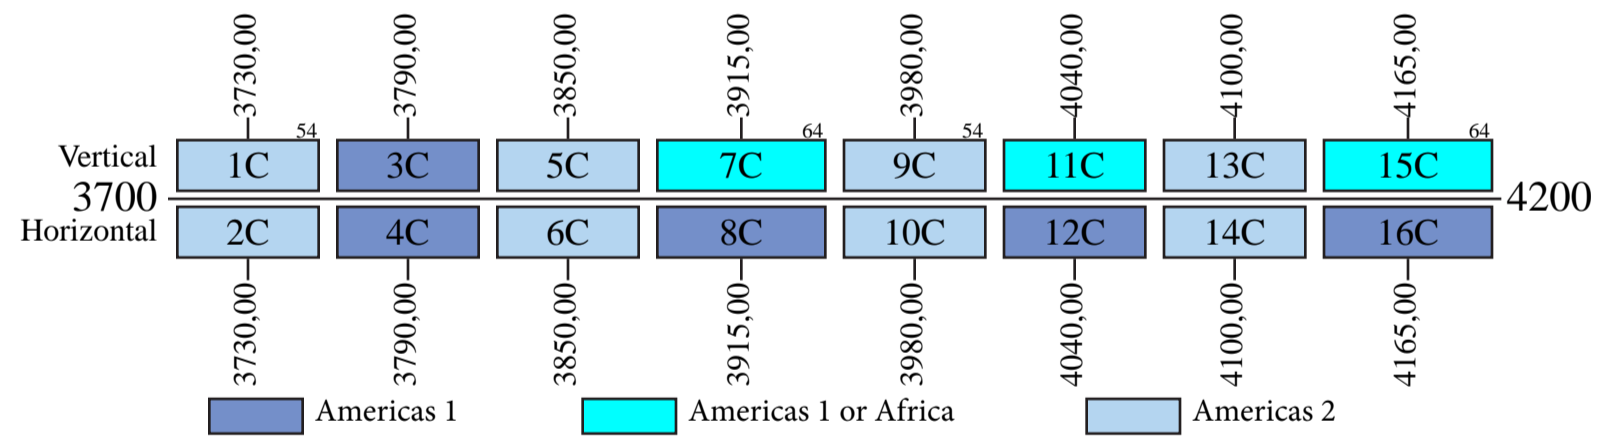 3730,00 3790,00 3850,00 3915,00 3980,00 4040,00 4100,00 4165,00
54 64 54 64
Vertical 1C 3C 5C 7C 9C 11C 13C 15C
3700 4200
Horizontal 2C 4C 6C 8C 10C 12C 14C 16C
3730,00 3790,00 3850,00 3915,00 3980,00 4040,00 4100,00 4165,00
Americas 1 Americas 1 or Africa Americas 2